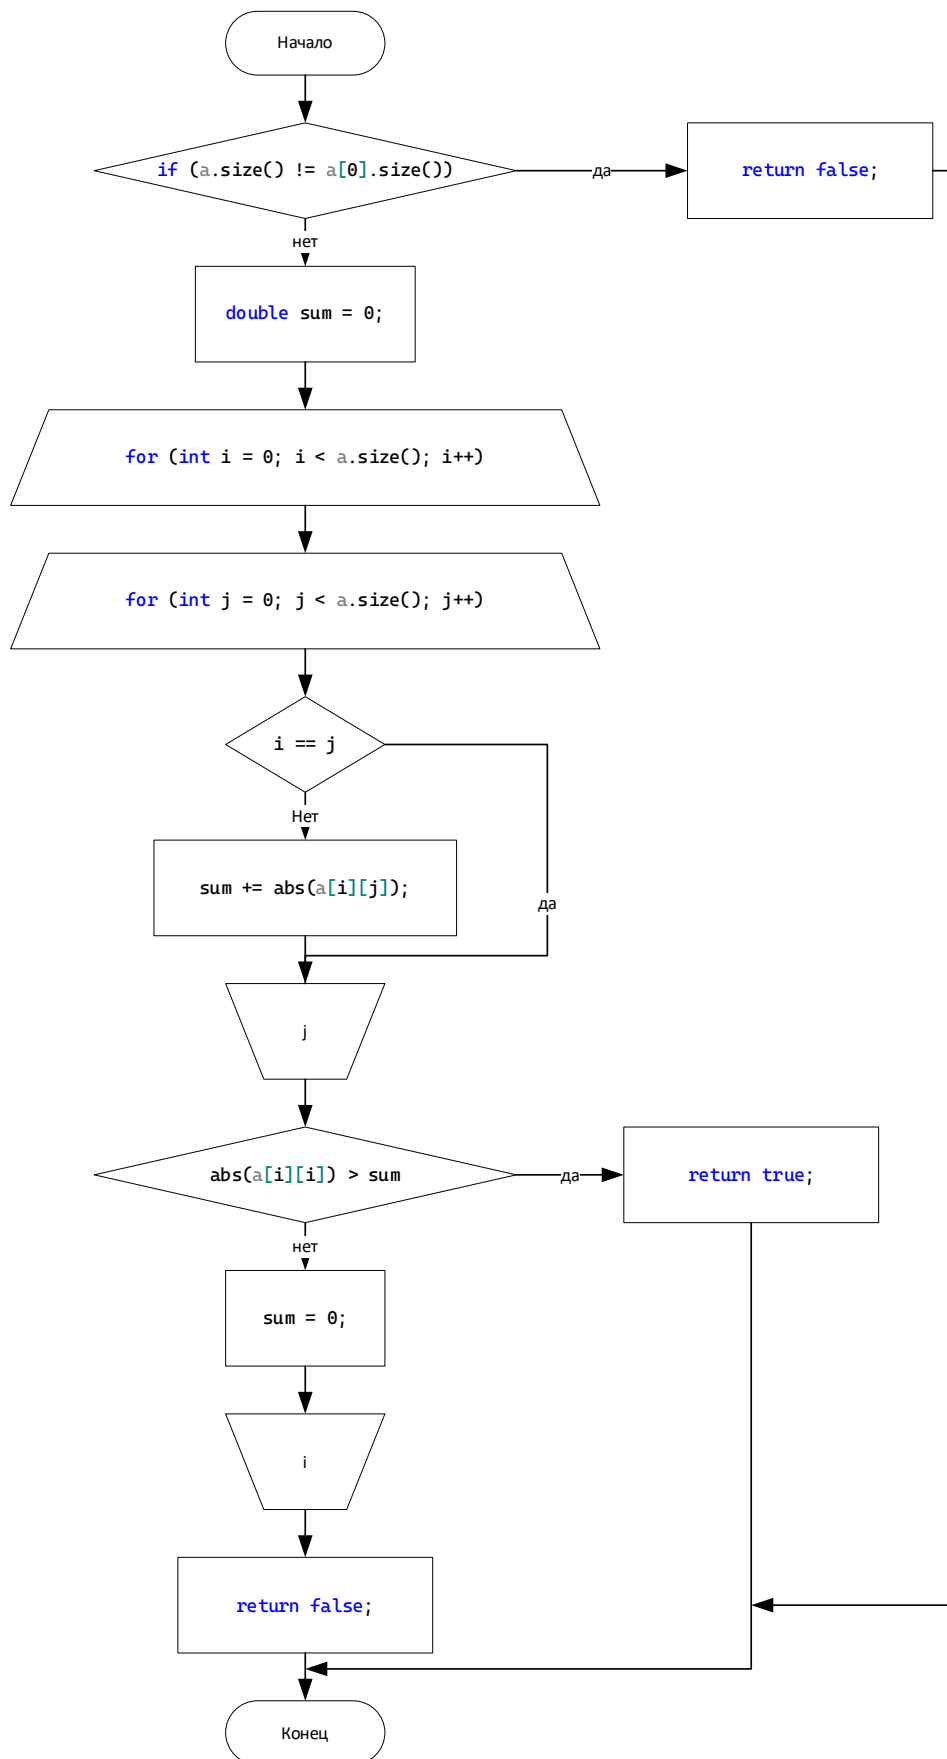 Начало
if (a.size() != a[0].size())
да
return false;
нет
double sum = 0;
for (int i = 0; i < a.size(); i++)
for (int j = 0; j < a.size(); j++)
i == j
Нет
sum += abs(a[i][j]);
да
j
abs(a[i][i]) > sum
да
return true;
нет
sum = 0;
i
return false;
Конец